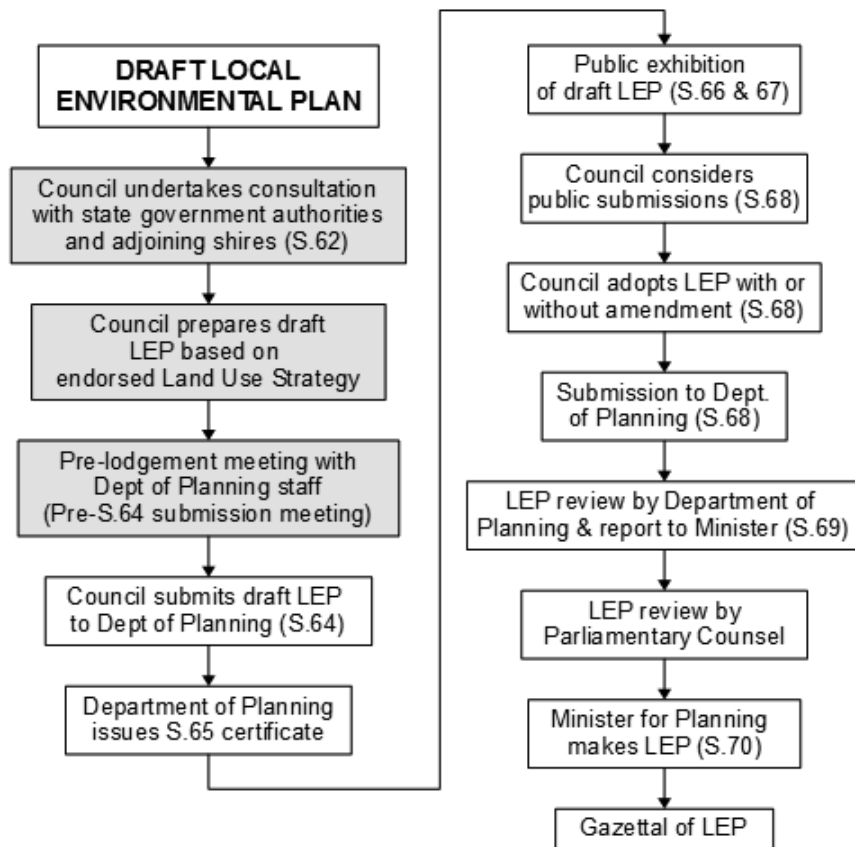 DRAFT LOCAL
ENVIRONMENTAL PLAN
Council undertakes consultation
with state government authorities
and adjoining shires (S.62)
Council prepares draft
LEP based on
endorsed Land Use Strategy
Pre-lodgement meeting with
Dept of Planning staff
(Pre-S.64 submission meeting)
Council submits draft LEP
to Dept of Planning (S.64)
Department of Planning
issues S.65 certificate
Public exhibition
of draft LEP (S.66 & 67)
Council considers
public submissions (S.68)
Council adopts LEP with or
without amendment (S.68)
Submission to Dept.
of Planning (S.68)
LEP review by Department of
Planning & report to Minister (S.69)
LEP review by
Parliamentary Counsel
Minister for Planning
makes LEP (S.70)
Gazettal of LEP